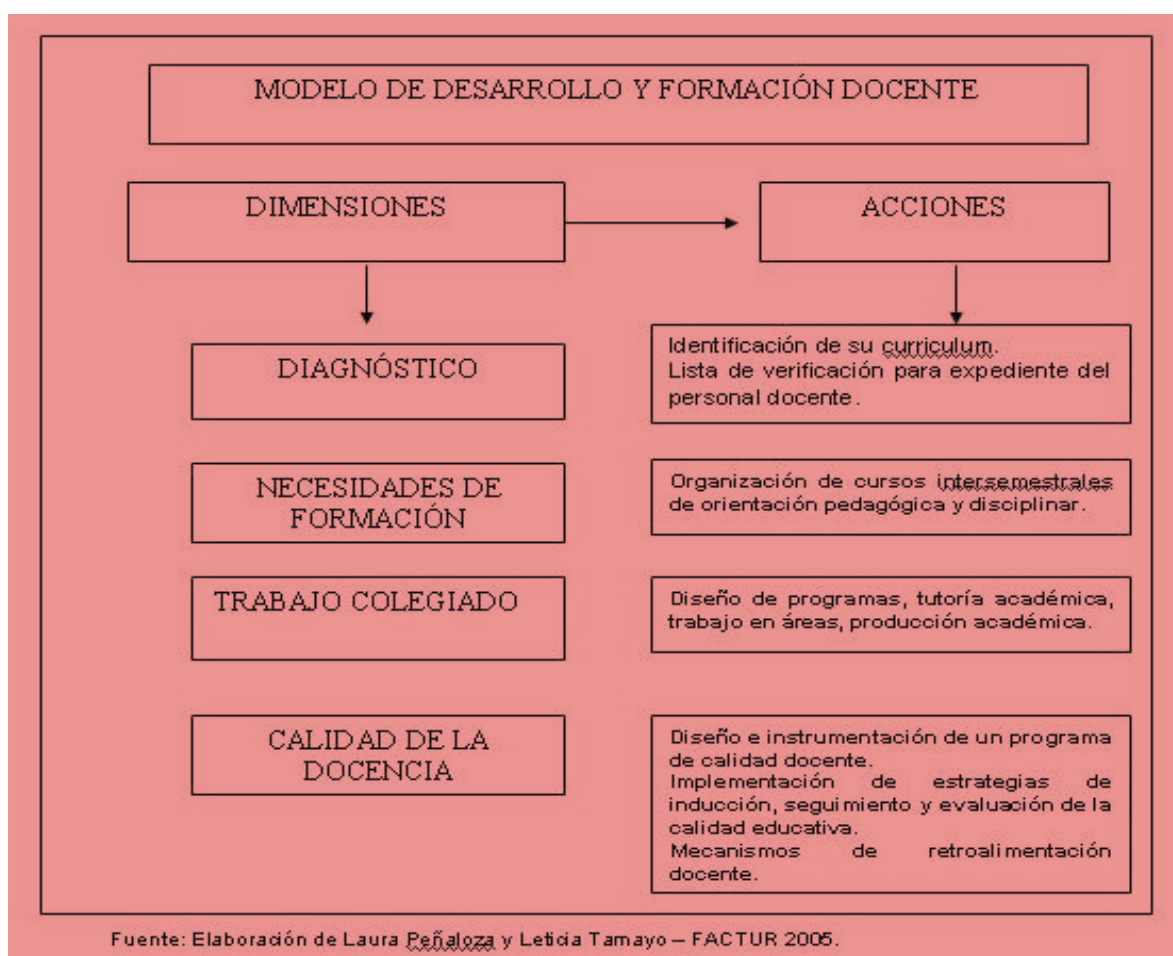 MODELO DE DESARROLLO Y FORMACIÓN DOCENTE
DIMENSIONES
ACCIONES
DIAGNÓSTICO
Identificación de su curriculum.
Lista de verificación para expediente del
personal docente.
NECESIDADES DE
FORMACIÓN
Organización de cursos intersemestrales
de orientación pedagógica y disciplinar.
TRABAJO COLEGIADO
Diseño de programas, tutoría académica,
trabajo en áreas, producción académica.
CALIDAD DE LA
DOCENCIA
Diseño e instrumentación de un programa
de calidad docente.
Implementación de estrategias de
inducción, seguimiento y evaluación de la
calidad educativa.
Mecanismos de retroalimentación
docente.
Fuente: Elaboración de Laura Peñaloza y Leticia Tamayo – FACTUR 2005.